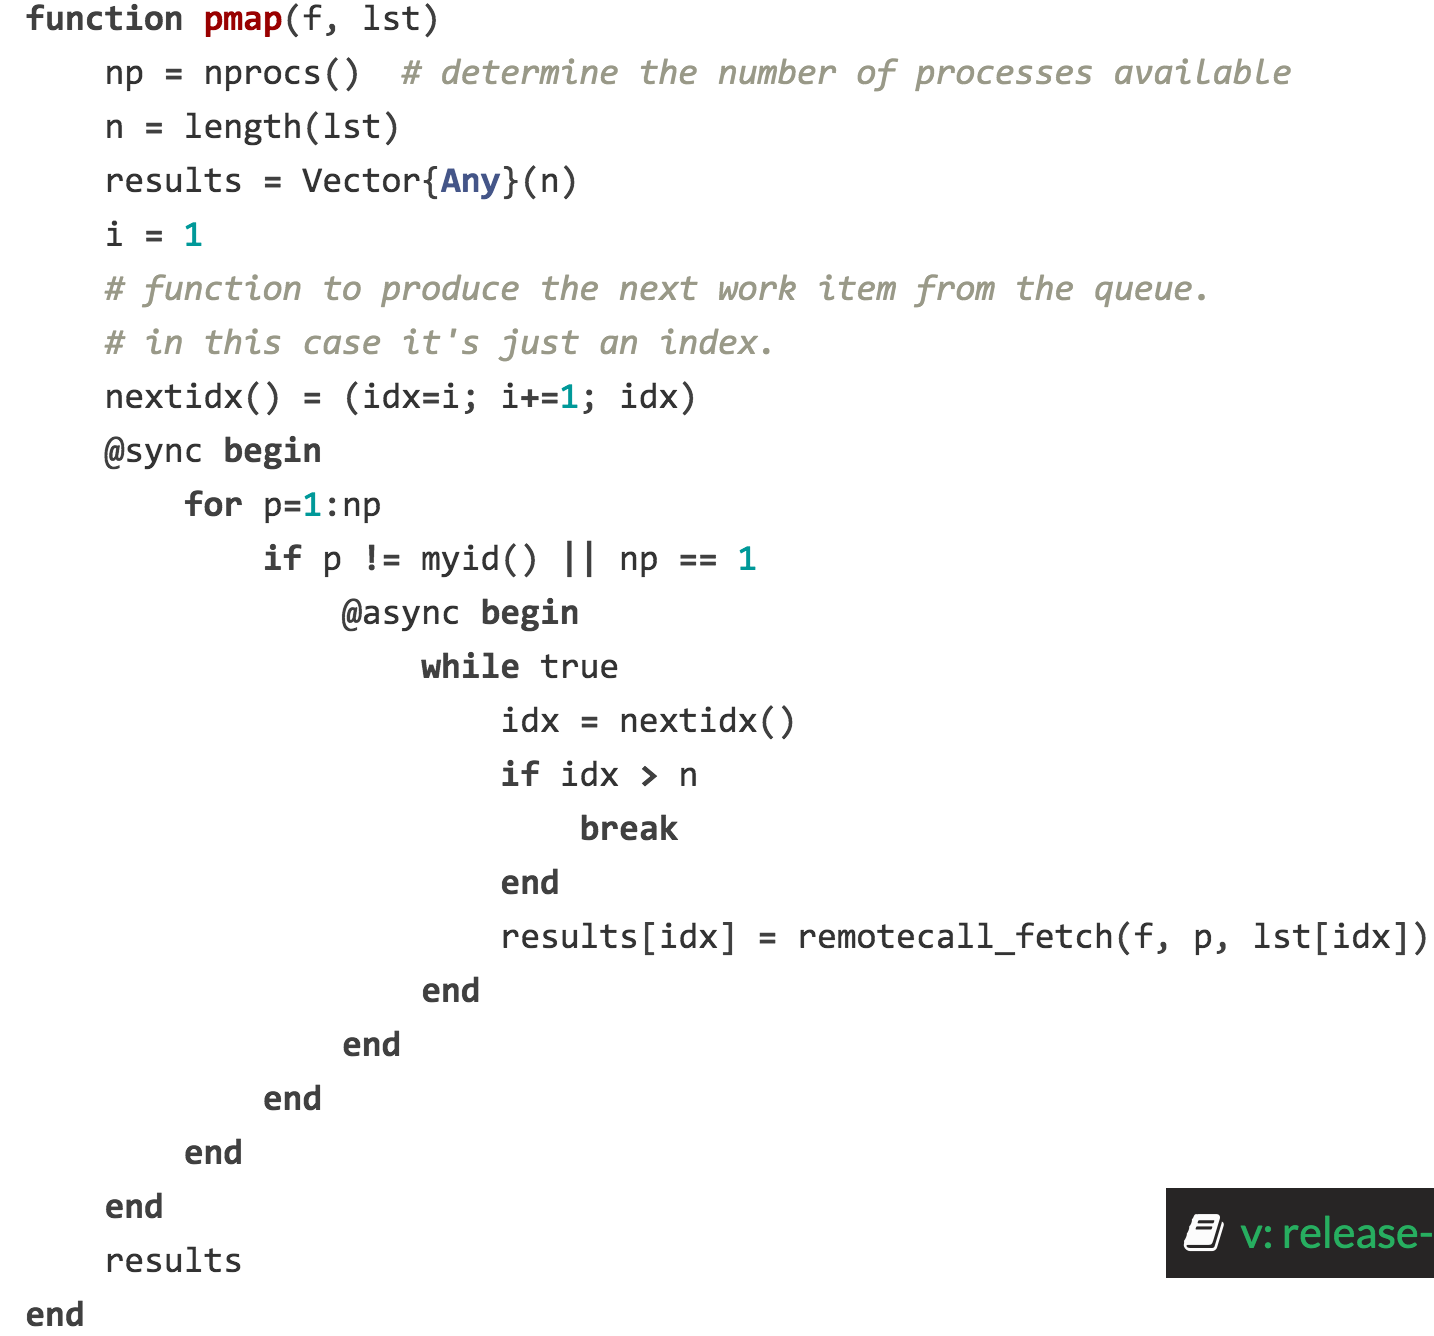 function pmap(f, lst)
    np = nprocs()  # determine the number of processes available
    n = length(lst)
    results = Vector{Any}(n)
    i = 1
    # function to produce the next work item from the queue.
    # in this case it's just an index.
    nextidx() = (idx=i; i+=1; idx)
    @sync begin
        for p=1:np
            if p != myid() || np == 1
                @async begin
                    while true
                        idx = nextidx()
                        if idx > n
                            break
                        end
                        results[idx] = remotecall_fetch(f, p, lst[idx])
                    end
                end
            end
        end
    end
    results
end
v: release-